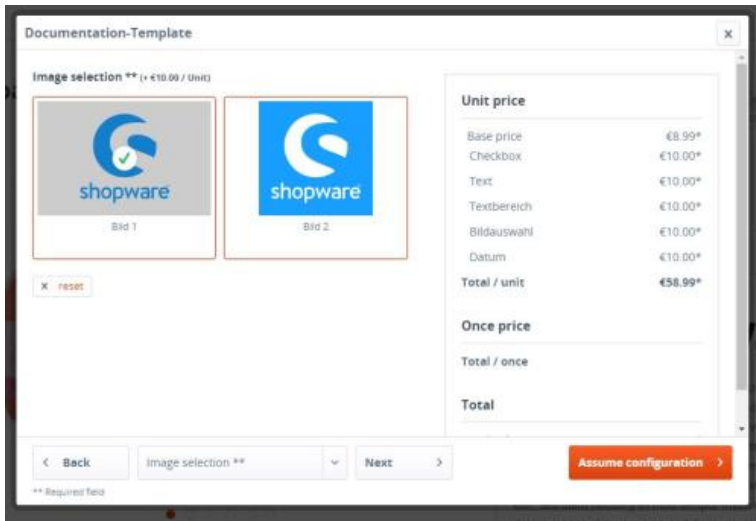 Documentation-Template
x
Image selection ** (+ €10.00 / Unit)
shopware
shopware
Bild 1
Bild 2
x reset
Unit price
Base price €8.99*
Checkbox €10.00*
Text €10.00*
Textbereich €10.00*
Bildauswahl €10.00*
Datum €10.00*
Total / unit €58.99*
Once price
Total / once
Total
Back
Image selection **
Next
Assume configuration
** Required field